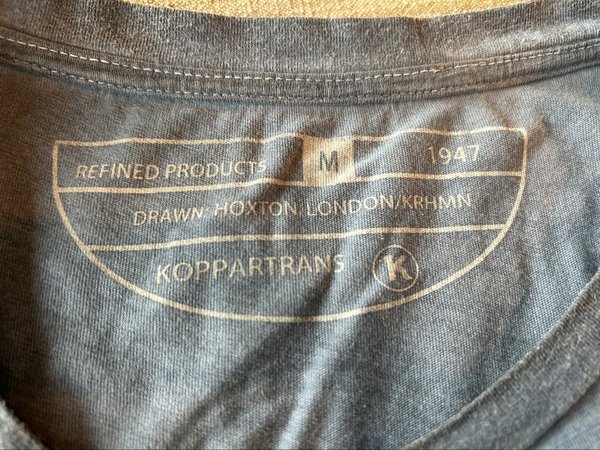 REFINED PRODUCTS M 1947
DRAWN: HOXTON LONDON/KRHMN
KOPPARTRANS K